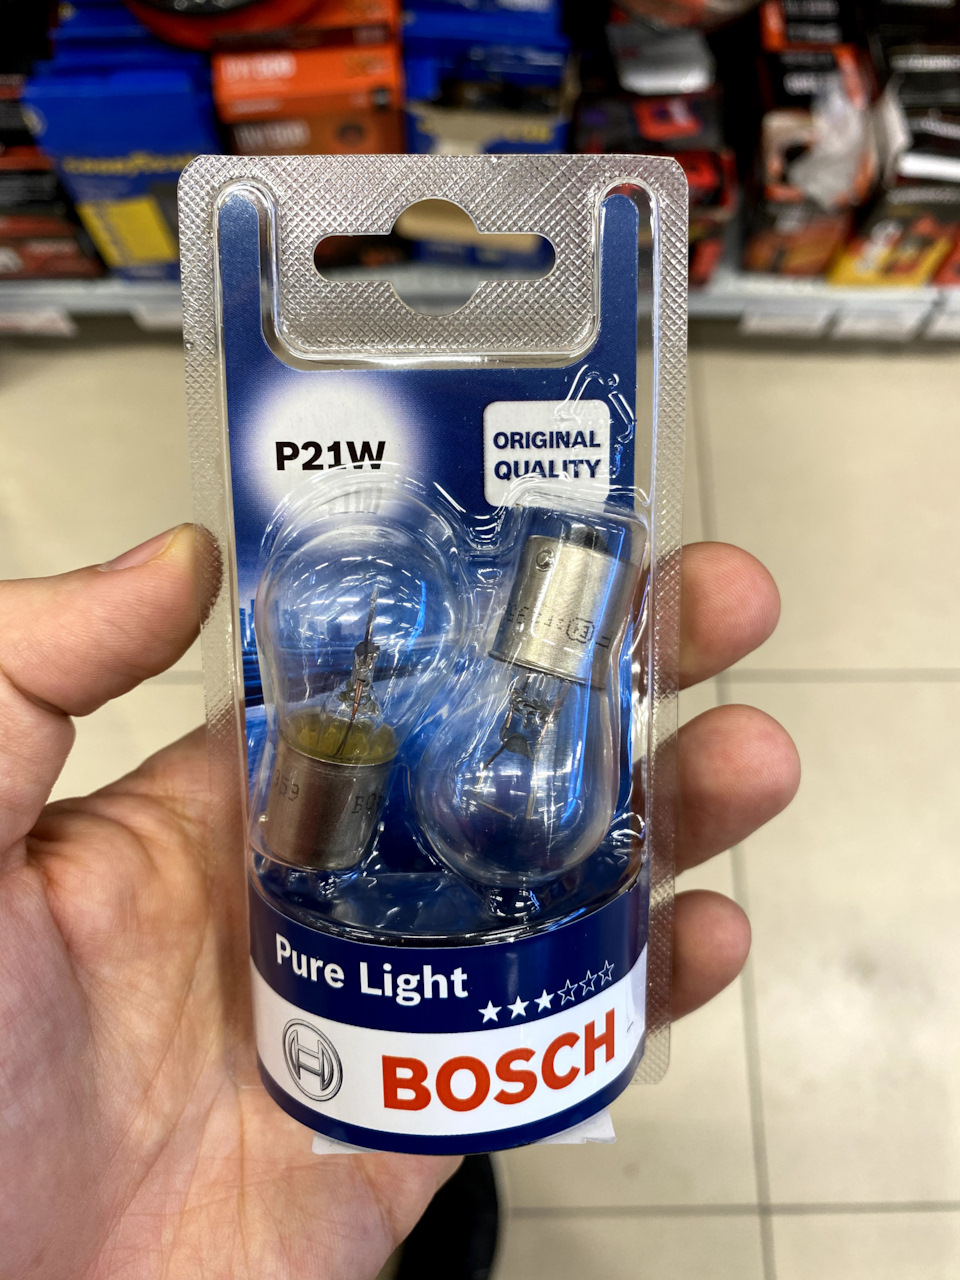 P21W
ORIGINAL
QUALITY
Pure Light
BOSCH